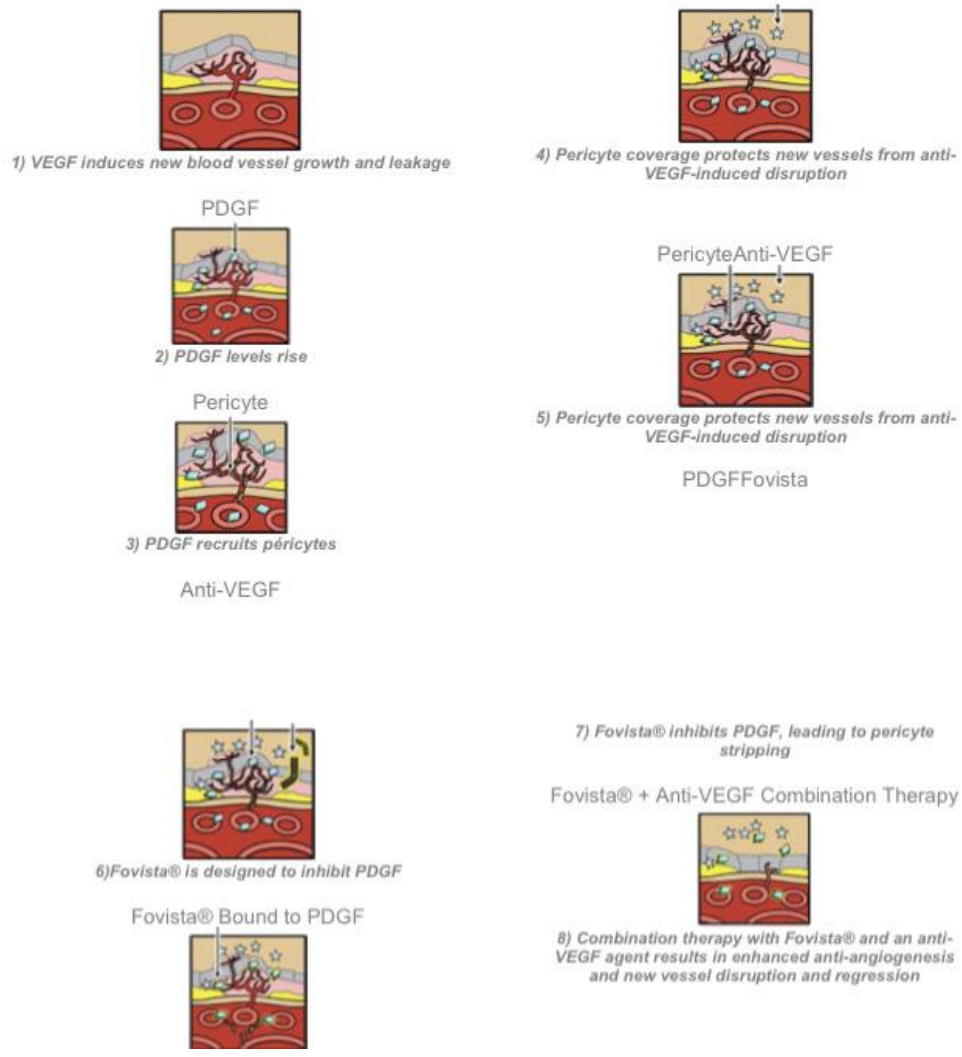 1) VEGF induces new blood vessel growth and leakage
PDGF
2) PDGF levels rise
Pericyte
3) PDGF recruits péricytes
Anti-VEGF
4) Pericyte coverage protects new vessels from anti-
VEGF-induced disruption
PericyteAnti-VEGF
5) Pericyte coverage protects new vessels from anti-
VEGF-induced disruption
PDGFFovista
6)Fovista® is designed to inhibit PDGF
Fovista® Bound to PDGF
7) Fovista® inhibits PDGF, leading to pericyte
stripping
Fovista® + Anti-VEGF Combination Therapy
8) Combination therapy with Fovista® and an anti-
VEGF agent results in enhanced anti-angiogenesis
and new vessel disruption and regression